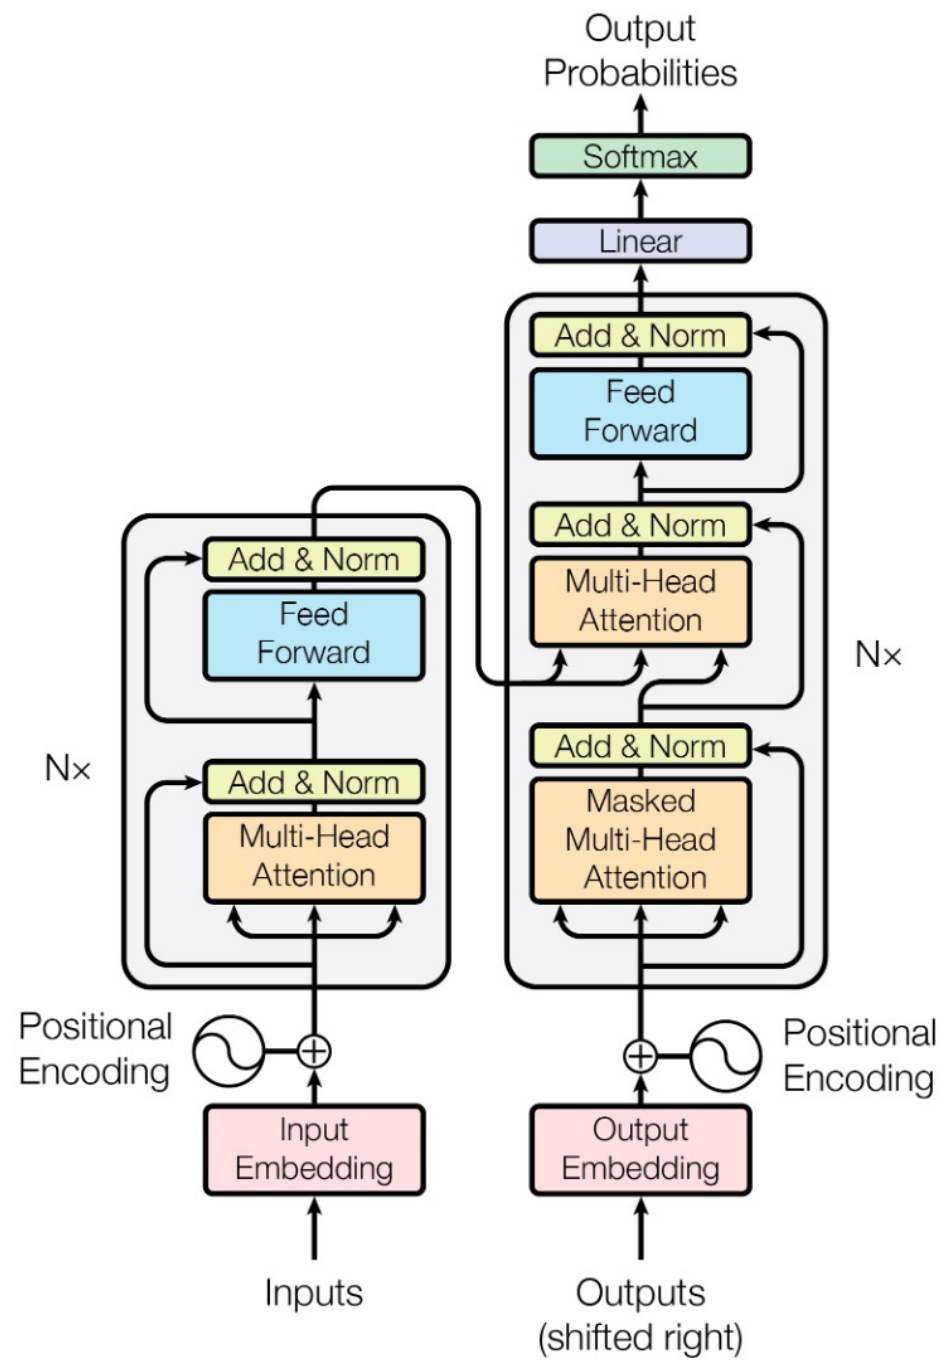 Output
Probabilities
Softmax
Linear
Add & Norm
Feed
Forward
Add & Norm
Multi-Head
Attention
Add & Norm
Masked
Multi-Head
Attention
N×
Add & Norm
Feed
Forward
Add & Norm
Multi-Head
Attention
N×
Positional
Encoding
Positional
Encoding
Input
Embedding
Output
Embedding
Inputs
Outputs
(shifted right)